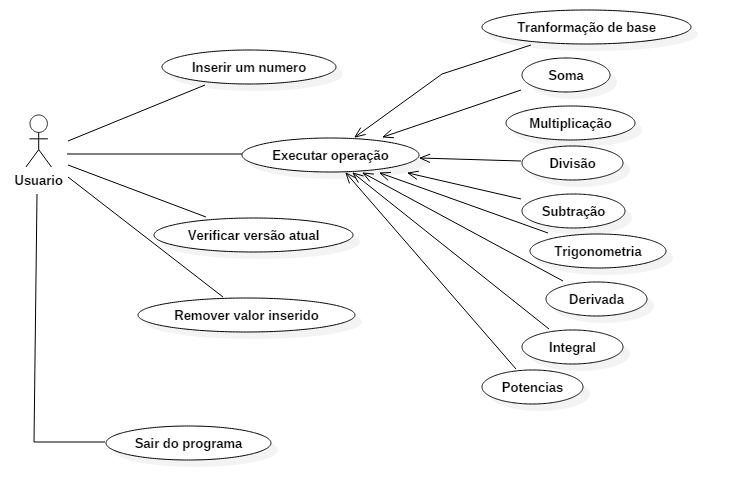 Tranformação de base
Inserir um numero
Soma
Multiplicação
Executar operação
Divisão
Usuario
Subtração
Verificar versão atual
Trigonometria
Derivada
Remover valor inserido
Integral
Potencias
Sair do programa